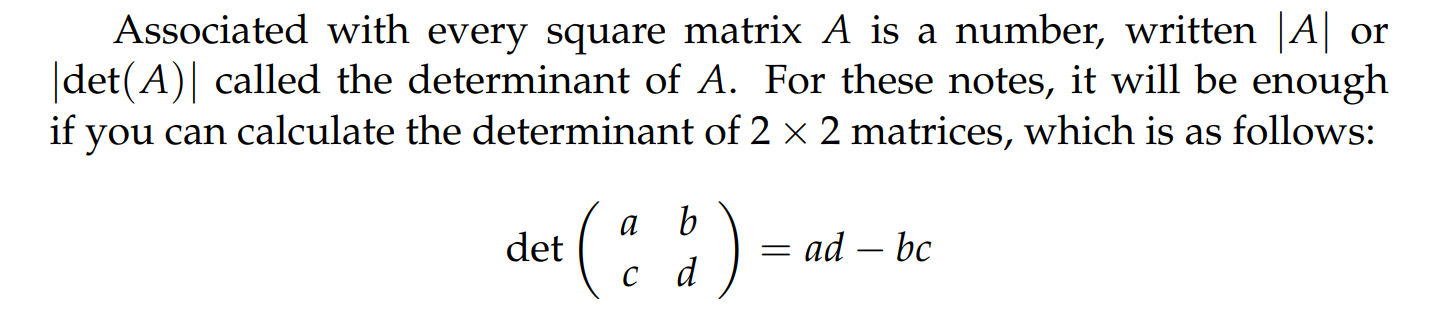 Associated with every square matrix A is a number, written |A| or
|det(A)| called the determinant of A. For these notes, it will be enough
if you can calculate the determinant of 2 × 2 matrices, which is as follows:
det ( a b
c d ) = ad − bc